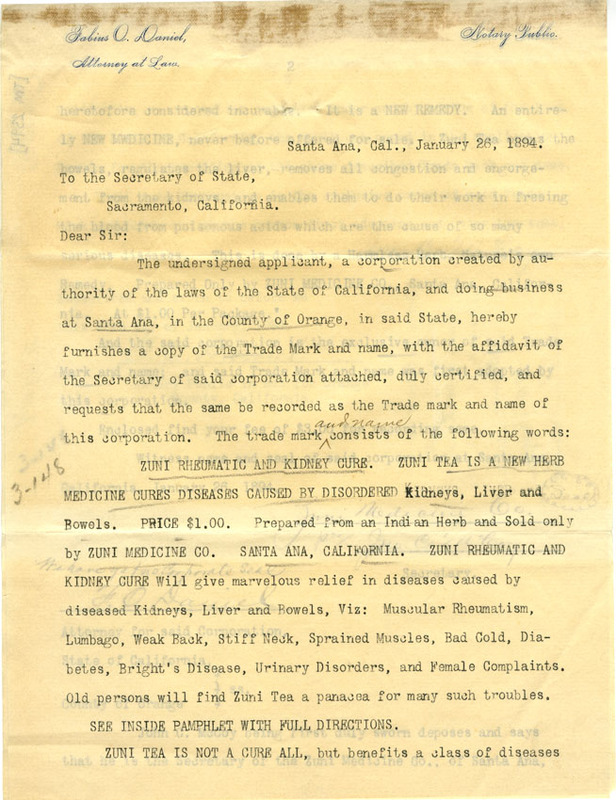 Fabius O. Daniel,
Attorney at Law.
Notary Public.
2
Santa Ana, Cal., January 26, 1894.
To the Secretary of State,
Sacramento, California.
Dear Sir:
The undersigned applicant, a corporation created by au-
thority of the laws of the State of California, and doing business
at Santa Ana, in the County of Orange, in said State, hereby
furnishes a copy of the Trade Mark and name, with the affidavit of
the Secretary of said corporation attached, duly certified, and
requests that the same be recorded as the Trade mark and name of
and name
this corporation. The trade mark consists of the following words:
ZUNI RHEUMATIC AND KIDNEY CURE. ZUNI TEA IS A NEW HERB
3-148
MEDICINE CURES DISEASES CAUSED BY DISORDERED Kidneys, Liver and
Bowels. PRICE $1.00. Prepared from an Indian Herb and Sold only
by ZUNI MEDICINE CO. SANTA ANA, CALIFORNIA. ZUNI RHEUMATIC AND
KIDNEY CURE Will give marvelous relief in diseases caused by
diseased Kidneys, Liver and Bowels, Viz: Muscular Rheumatism,
Lumbago, Weak Back, Stiff Neck, Sprained Muscles, Bad Cold, Dia-
betes, Bright's Disease, Urinary Disorders, and Female Complaints.
Old persons will find Zuni Tea a panacea for many such troubles.
SEE INSIDE PAMPHLET WITH FULL DIRECTIONS.
ZUNI TEA IS NOT A CURE ALL, but benefits a class of diseases